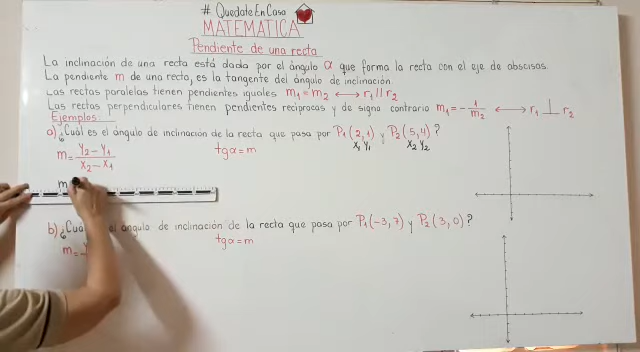 # Quedate En Casa
MATEMATICA
Pendiente de una recta
La inclinación de una recta está dada por el ángulo α que forma la recta con el eje de abscisas.
La pendiente m de una recta, es la tangente del ángulo de inclinación.
Las rectas paralelas tienen pendientes iguales m₁ = m₂ ⟷ r₁ // r₂
Las rectas perpendiculares tienen pendientes recíprocas y de signo contrario m₁ = - 1/m₂ ⟷ r₁ ⊥ r₂
Ejemplos:
a) ¿Cuál es el ángulo de inclinación de la recta que pasa por P₁(2,1) y P₂(5,4)?
X₁ Y₁ X₂ Y₂
m = (Y₂ - Y₁)/(X₂ - X₁) tgα = m
m
b) ¿Cuá el ángulo de inclinación de la recta que pasa por P₁(-3,7) y P₂(3,0)?
m = tgα = m